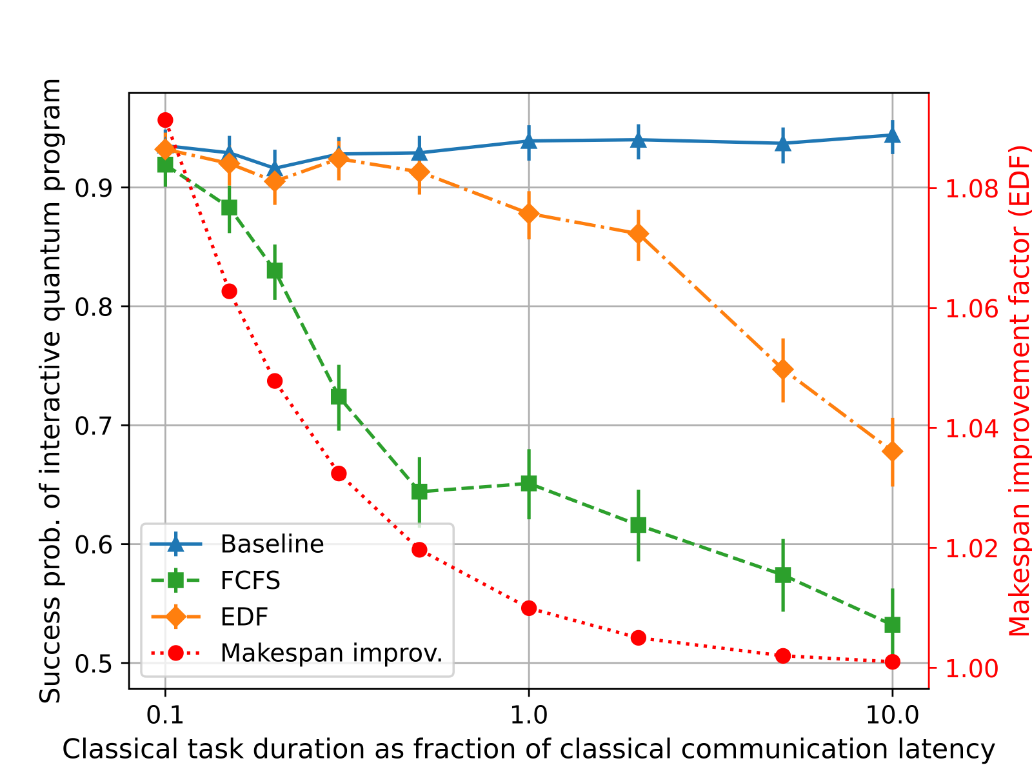 Success prob. of interactive quantum program
0.9
0.8
0.7
0.6
0.5
Baseline
FCFS
EDF
Makespan improv.
0.1
1.0
10.0
Classical task duration as fraction of classical communication latency
1.08
1.06
1.04
1.02
1.00
Makespan improvement factor (EDF)